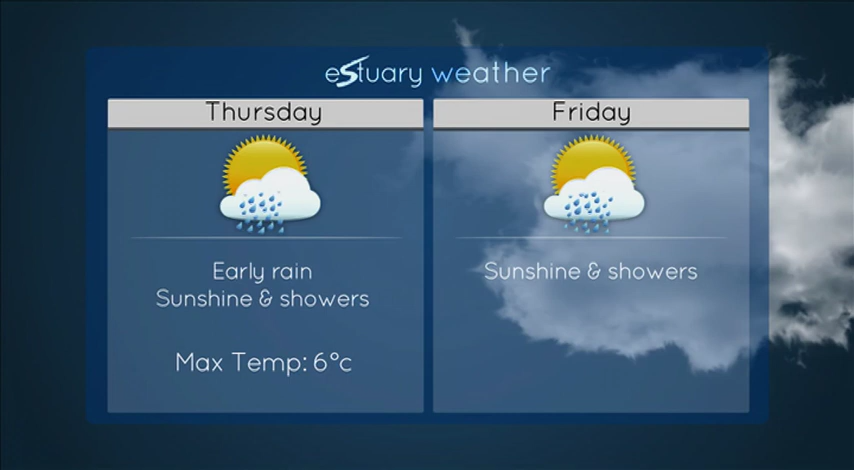 eStuary weather
Thursday
Early rain
Sunshine & showers
Max Temp: 6°c
Friday
Sunshine & showers